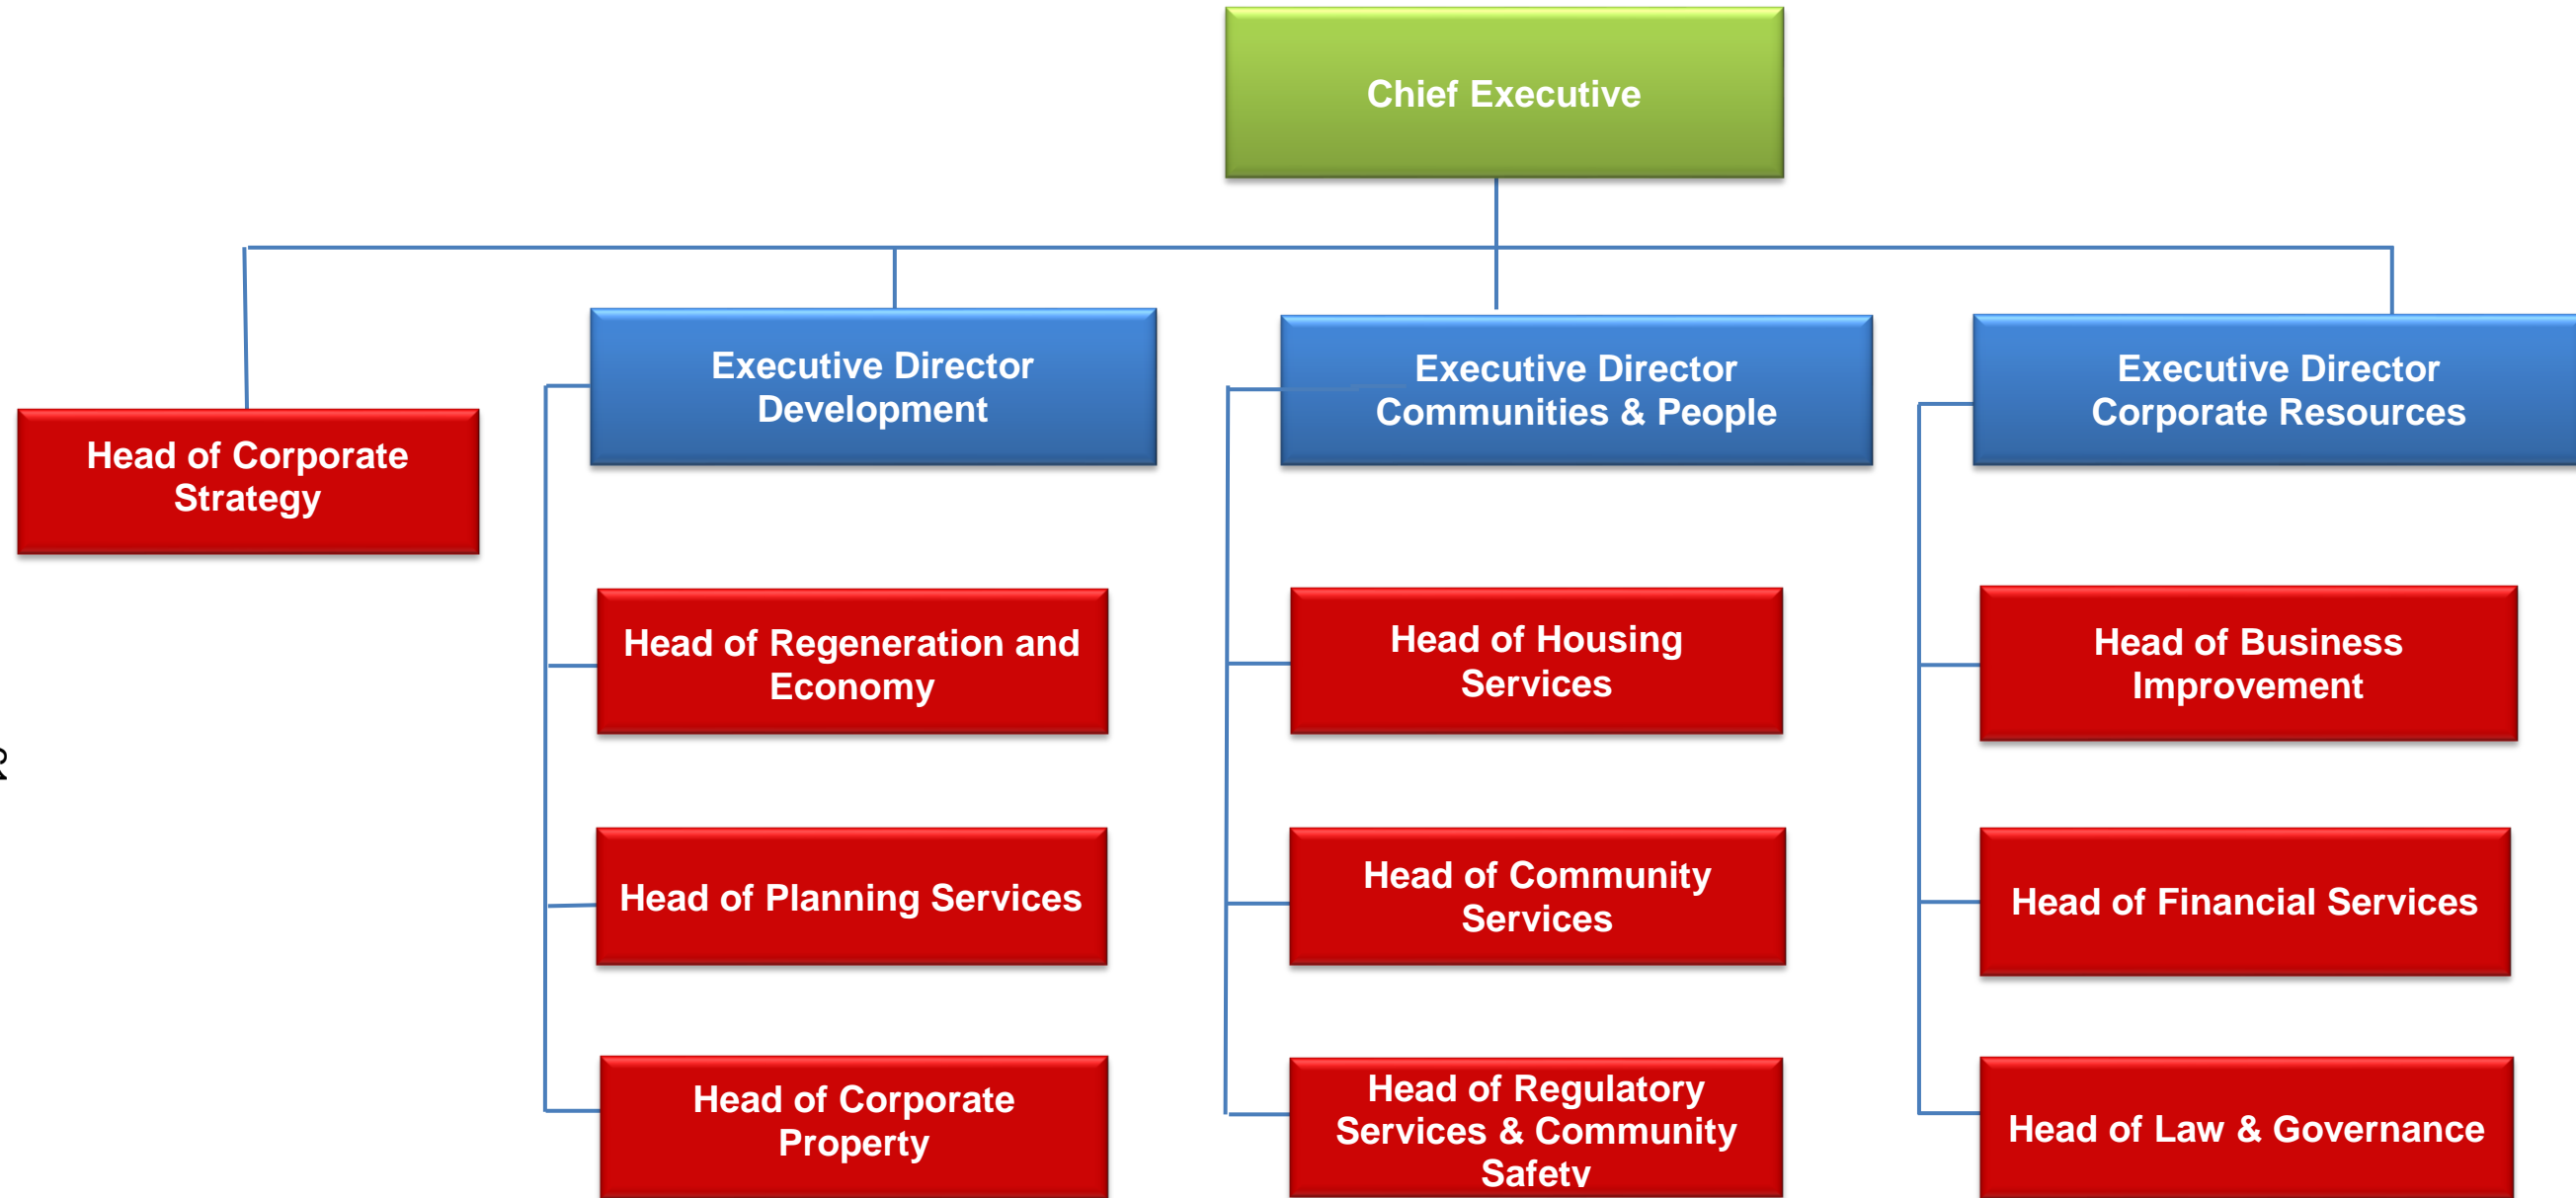 Chief Executive
Head of Corporate
Strategy
Executive Director
Development
Head of Regeneration and
Economy
Head of Planning Services
Head of Corporate
Property
Executive Director
Communities & People
Head of Housing
Services
Head of Community
Services
Head of Regulatory
Services & Community
Safety
Executive Director
Corporate Resources
Head of Business
Improvement
Head of Financial Services
Head of Law & Governance